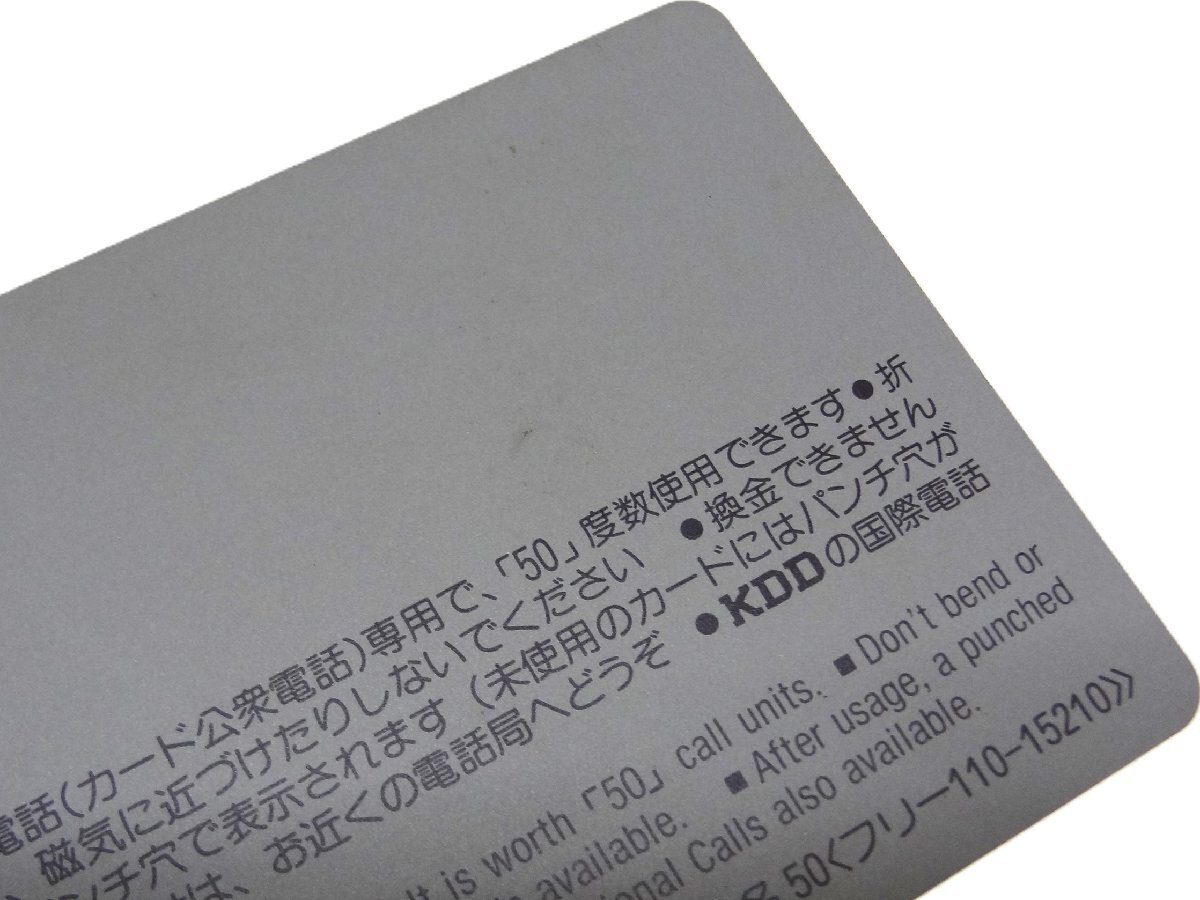 電話(カード公衆電話)専用で、「50」度数使用できます●折
磁気に近づけたりしないでください ●換金できません
パンチ穴で表示されます(未使用のカードにはパンチ穴が
は、お近くの電話局へどうぞ ●KDDの国際電話
It is worth「50」call units. ■Don't bend or
available. ■After usage, a punched
Calls also available.
50〈フリー110-15210〉》